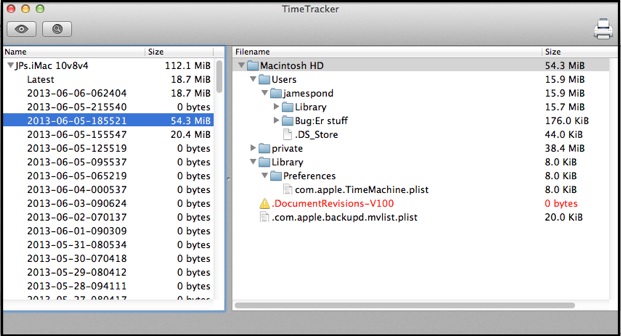 TimeTracker
Name Size
JPs.iMac 10v8v4 112.1 MiB
Latest 18.7 MiB
2013-06-06-062404 18.7 MiB
2013-06-05-215540 0 bytes
2013-06-05-185521 54.3 MiB
2013-06-05-155547 20.4 MiB
2013-06-05-125519 0 bytes
2013-06-05-095537 0 bytes
2013-06-05-065219 0 bytes
2013-06-04-000537 0 bytes
2013-06-03-090624 0 bytes
2013-06-02-070137 0 bytes
2013-06-01-090309 0 bytes
2013-05-31-080534 0 bytes
2013-05-30-070418 0 bytes
2013-05-29-080412 0 bytes
2013-05-28-094111 0 bytes
2013-05-27-080417 0 bytes
Filename Size
Macintosh HD 54.3 MiB
Users 15.9 MiB
jamespond 15.9 MiB
Library 15.7 MiB
Bug:Er stuff 176.0 KiB
.DS_Store 44.0 KiB
private 38.4 MiB
Library 8.0 KiB
Preferences 8.0 KiB
com.apple.TimeMachine.plist 8.0 KiB
.DocumentRevisions-V100 0 bytes
.com.apple.backupd.mvlist.plist 20.0 KiB